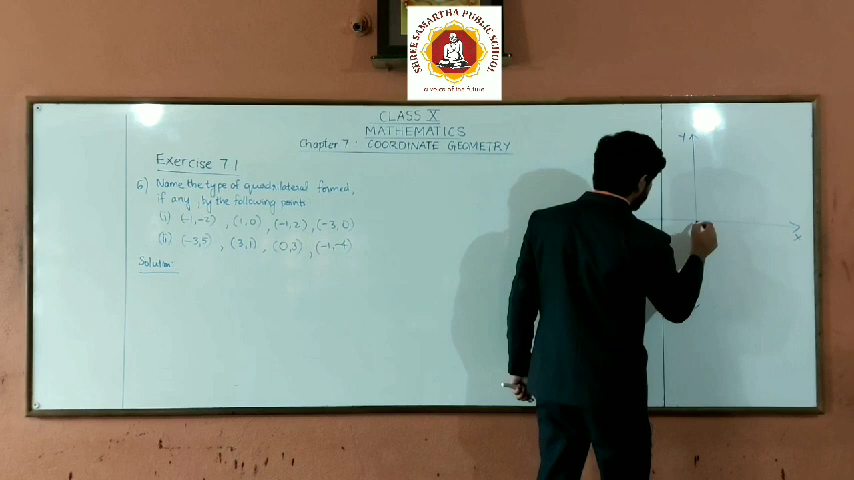 SHREE SAMARTHA PUBLIC SCHOOL
CLASS X
MATHEMATICS
Chapter 7 : COORDINATE GEOMETRY
Exercise 7.1
6) Name the type of quadrilateral formed,
if any, by the following points
(i) (-1,-2) , (1,0) , (-1,2) , (-3,0)
(ii) (-3,5) , (3,1) , (0,3) , (-1,-4)
Solution:
Y
X